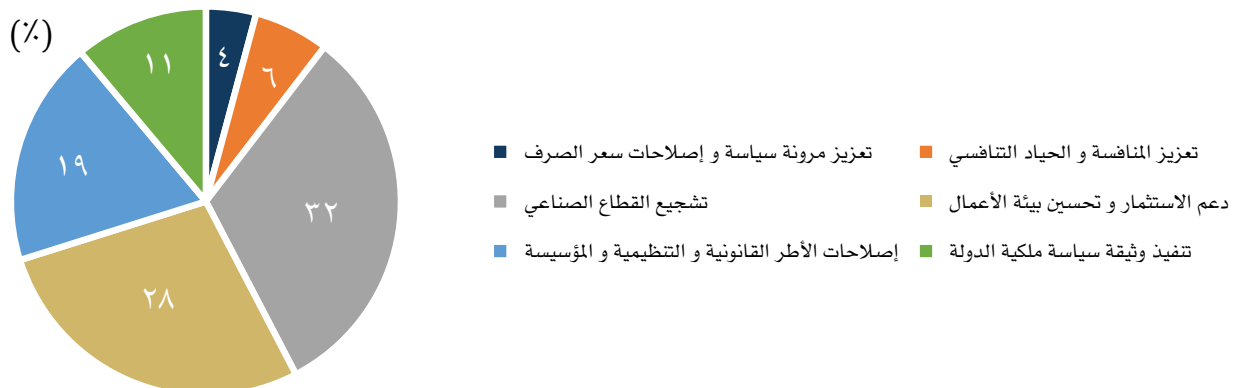 (٪)
٤
٦
٣٢
٢٨
١٩
١١
تعزيز مرونة سياسة و إصلاحات سعر الصرف
تعزيز المنافسة و الحياد التنافسي
تشجيع القطاع الصناعي
دعم الاستثمار و تحسين بيئة الأعمال
إصلاحات الأطر القانونية و التنظيمية و المؤسيسة
تنفيذ وثيقة سياسة ملكية الدولة